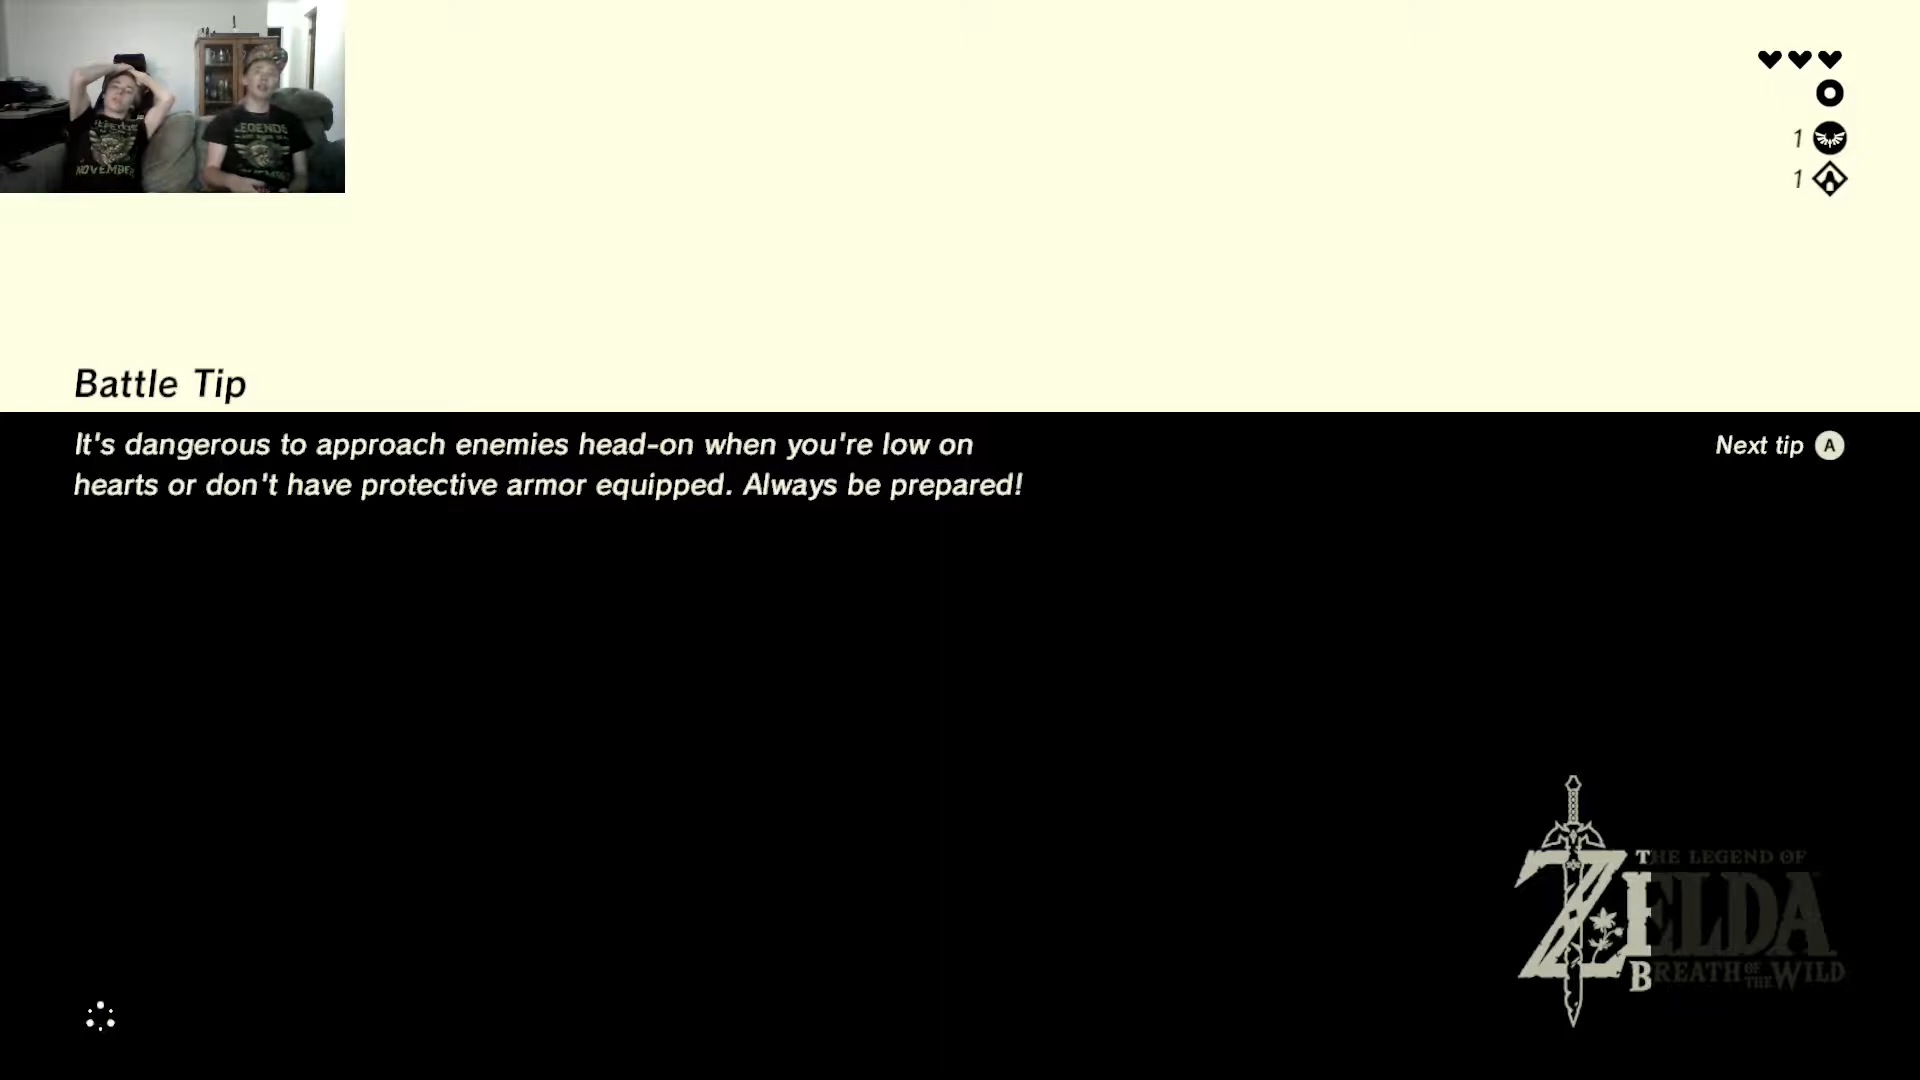 LEGENDS
NOVEMBER
1
1
Battle Tip
It's dangerous to approach enemies head-on when you're low on
hearts or don't have protective armor equipped. Always be prepared!
Next tip A
THE LEGEND OF
ZELDA
BREATH OF THE WILD